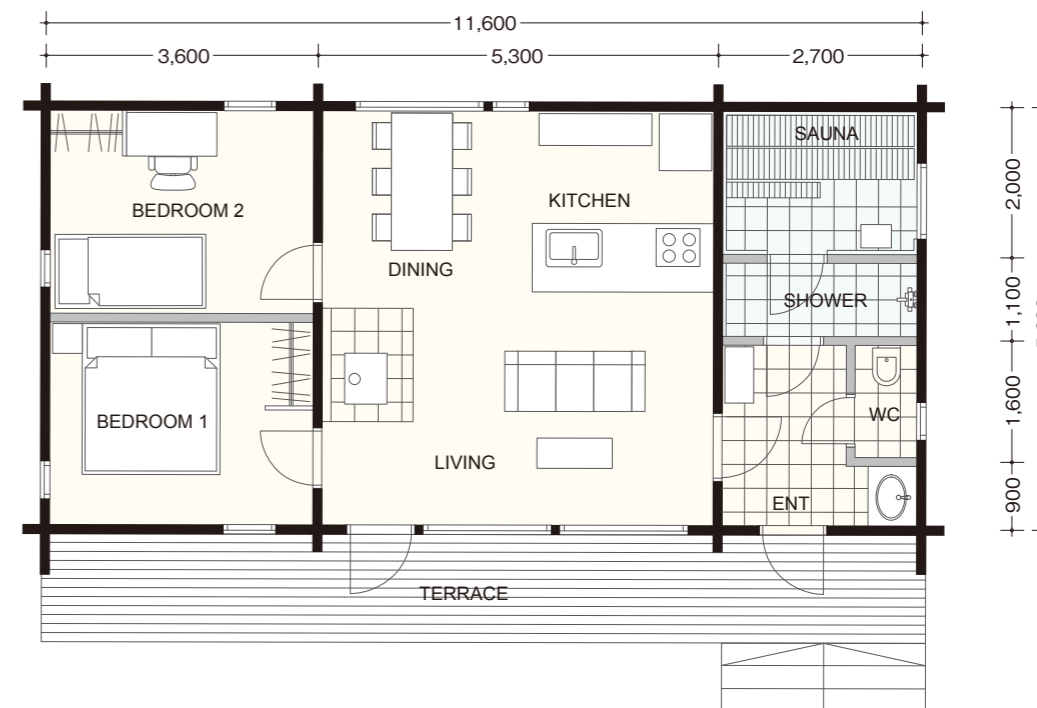 11,600
3,600 5,300 2,700
SAUNA
2,000
KITCHEN
BEDROOM 2
DINING
SHOWER
1,100
BEDROOM 1
WC
1,600
LIVING
ENT
900
TERRACE